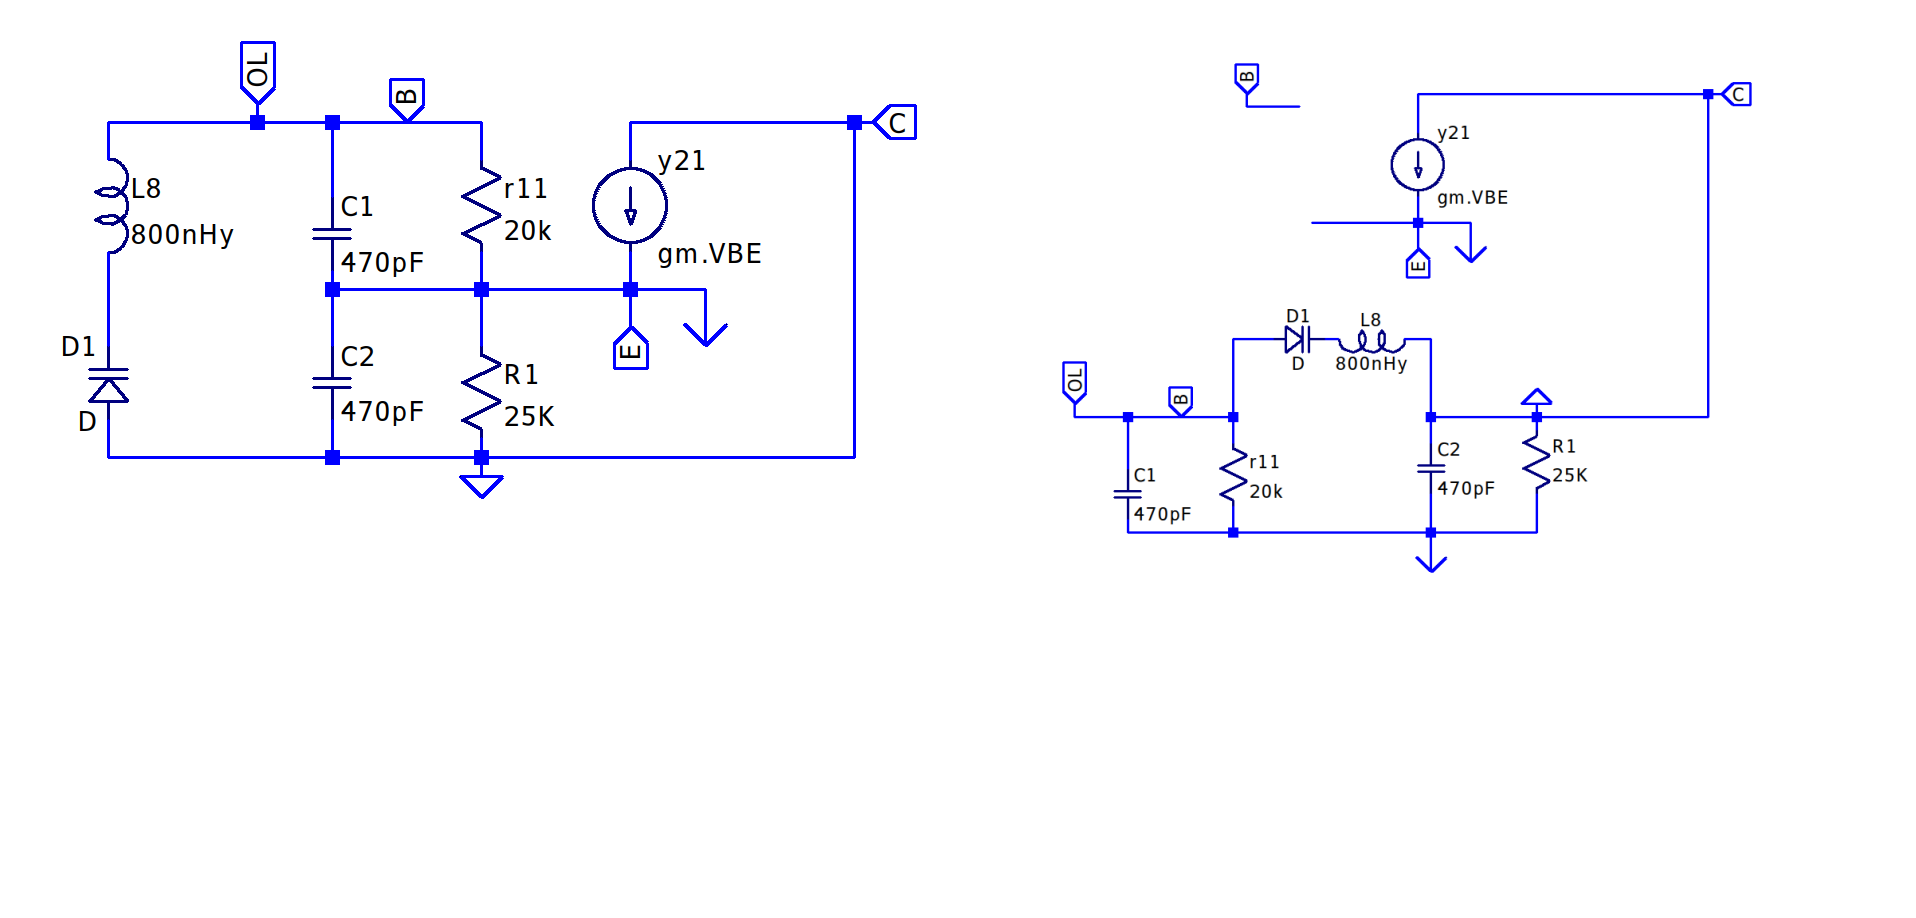 OL
B
C
L8
800nHy
C1
470pF
r11
20k
y21
gm.VBE
E
D1
D
C2
470pF
R1
25K
B
C
y21
gm.VBE
E
D1
D
L8
800nHy
OL
B
C1
470pF
r11
20k
C2
470pF
R1
25K